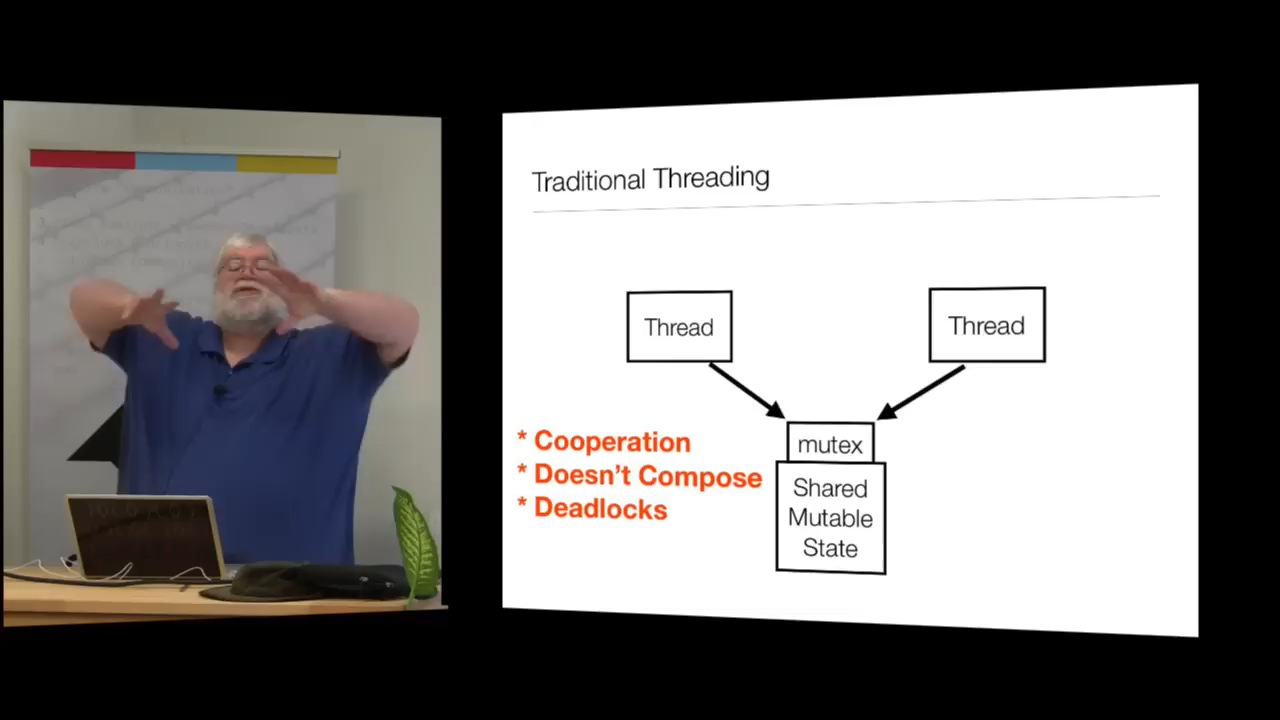 Traditional Threading
Thread
Thread
mutex
* Cooperation
* Doesn't Compose
* Deadlocks
Shared
Mutable
State